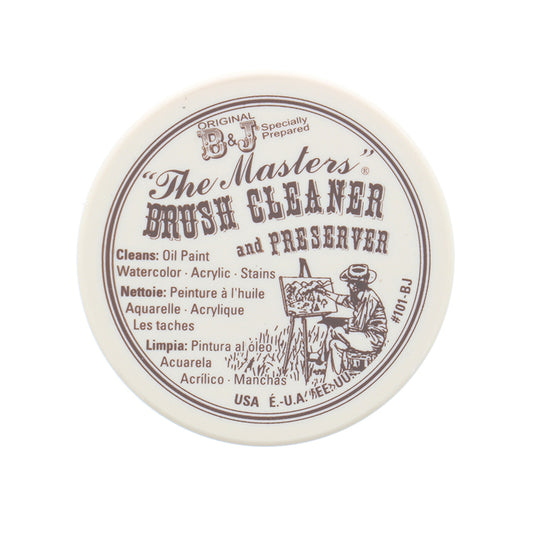 ORIGINAL
B&J® Specially
Prepared
"The Masters"®
BRUSH CLEANER
and PRESERVER
Cleans: Oil Paint
Watercolor · Acrylic · Stains
Nettoie: Peinture à l'huile
Aquarelle · Acrylique
Les taches
Limpia: Pintura al óleo
Acuarela
Acrílico · Manchas
USA É.-U.A. EE. UU.
#101-BJ